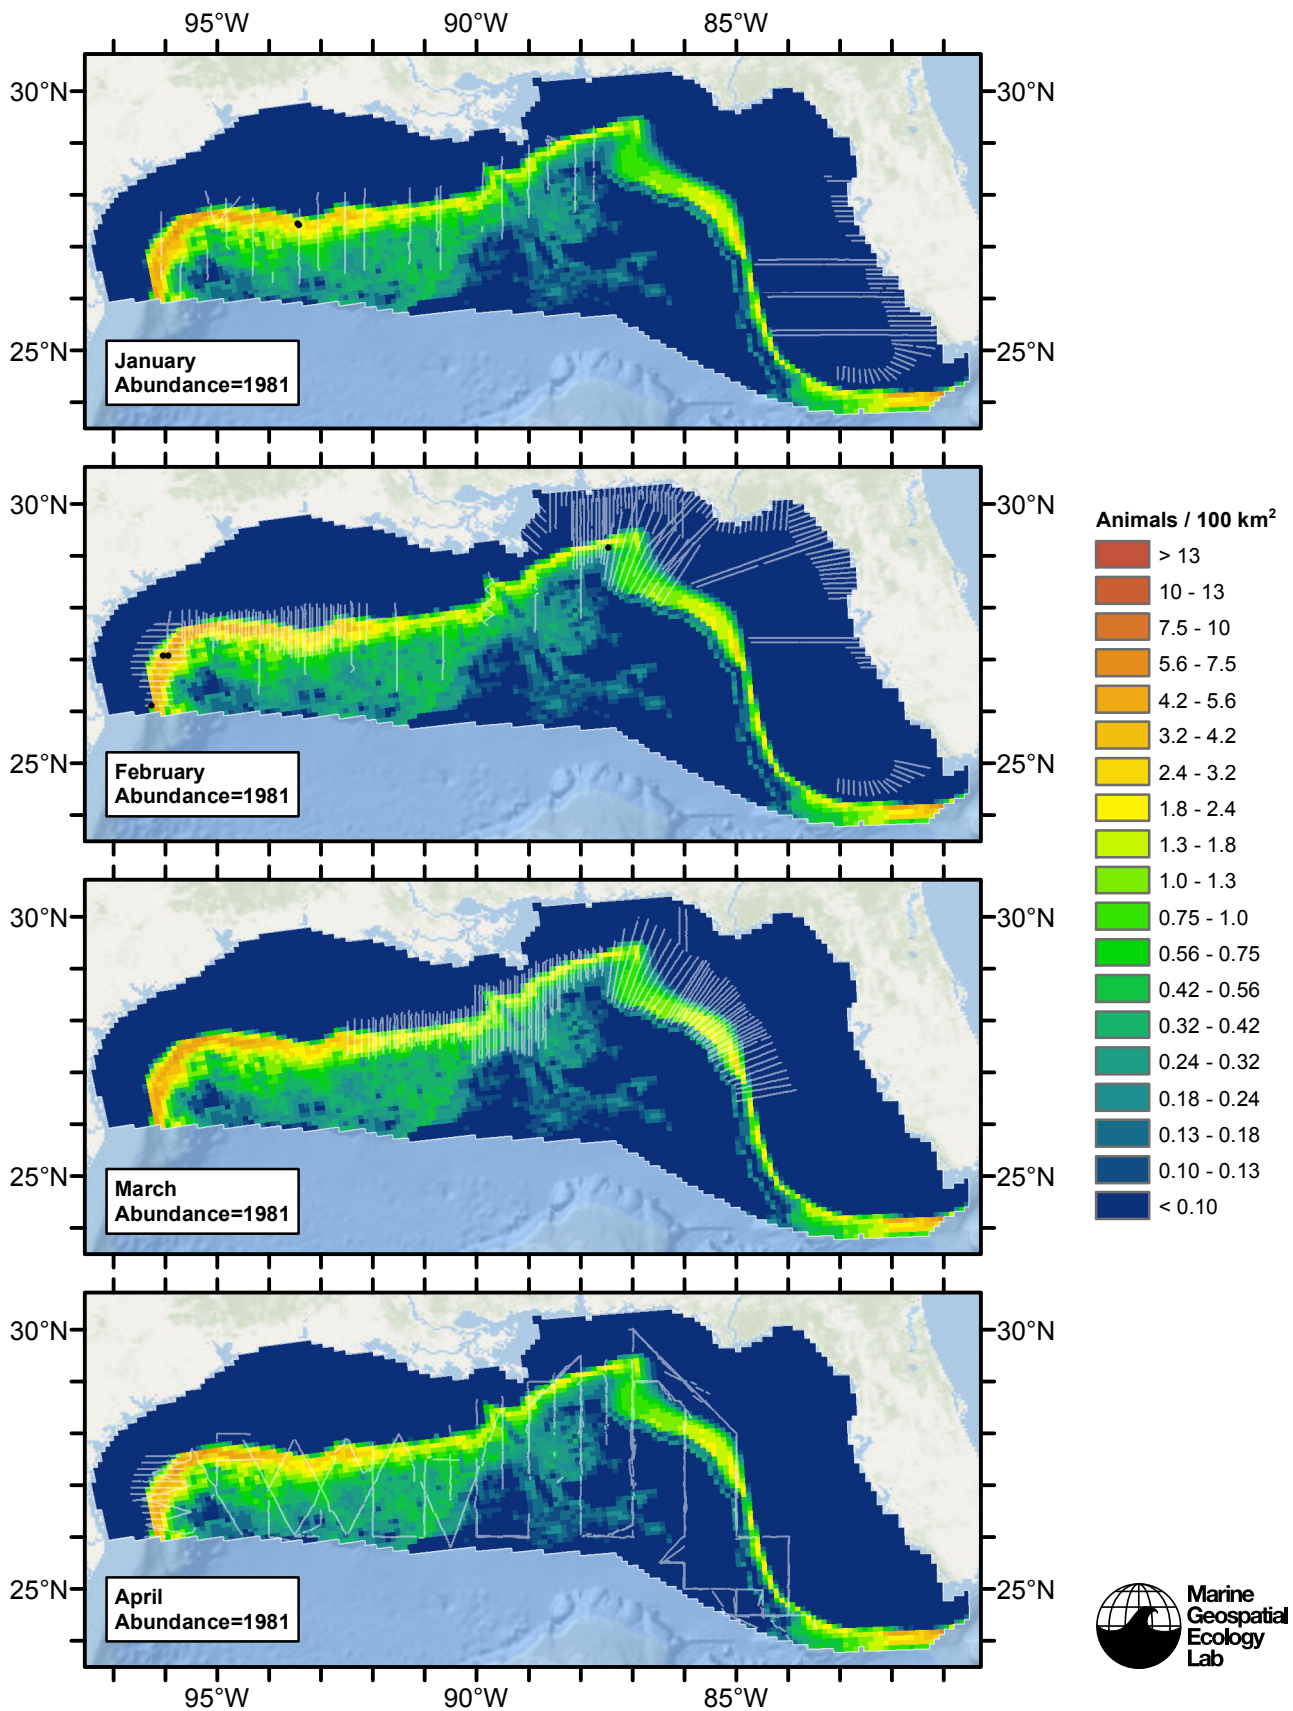 95°W 90°W 85°W
30°N 30°N
25°N 25°N
January
Abundance=1981
30°N 30°N
25°N 25°N
February
Abundance=1981
30°N 30°N
25°N 25°N
March
Abundance=1981
30°N 30°N
25°N 25°N
April
Abundance=1981
95°W 90°W 85°W
Animals / 100 km²
> 13
10 - 13
7.5 - 10
5.6 - 7.5
4.2 - 5.6
3.2 - 4.2
2.4 - 3.2
1.8 - 2.4
1.3 - 1.8
1.0 - 1.3
0.75 - 1.0
0.56 - 0.75
0.42 - 0.56
0.32 - 0.42
0.24 - 0.32
0.18 - 0.24
0.13 - 0.18
0.10 - 0.13
< 0.10
Marine
Geospatial
Ecology
Lab